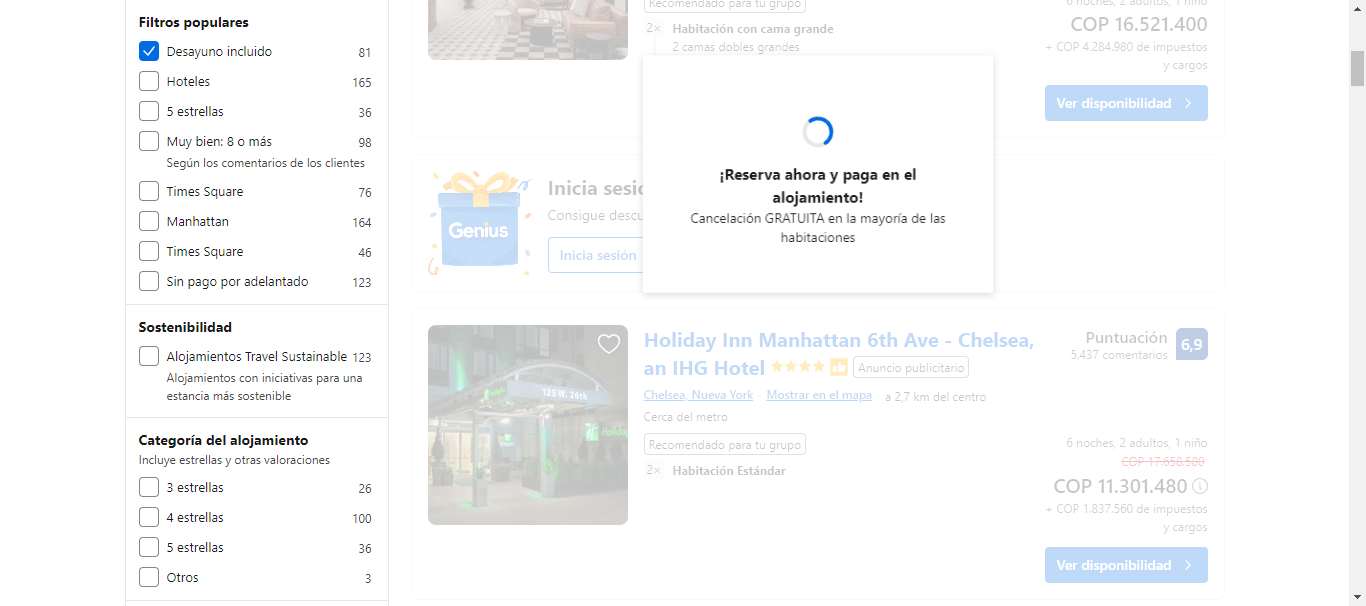 Filtros populares
Desayuno incluido 81
Hoteles 165
5 estrellas 36
Muy bien: 8 o más 98
Según los comentarios de los clientes
Times Square 76
Manhattan 164
Times Square 46
Sin pago por adelantado 123
Sostenibilidad
Alojamientos Travel Sustainable 123
Alojamientos con iniciativas para una
estancia más sostenible
Categoría del alojamiento
Incluye estrellas y otras valoraciones
3 estrellas 26
4 estrellas 100
5 estrellas 36
Otros 3
Recomendado para tu grupo
2× Habitación con cama grande
2 camas dobles grandes
6 noches, 2 adultos, 1 niño
COP 16.521.400
+ COP 4.284.980 de impuestos
y cargos
Ver disponibilidad
¡Reserva ahora y paga en el
alojamiento!
Cancelación GRATUITA en la mayoría de las
habitaciones
Genius
Inicia
Consigue
Inicia sesión
Holiday Inn Manhattan 6th Ave - Chelsea,
an IHG Hotel Anuncio publicitario
Chelsea, Nueva York · Mostrar en el mapa a 2,7 km del centro ·
Cerca del metro
Recomendado para tu grupo
2× Habitación Estándar
Puntuación 6,9
5.437 comentarios
6 noches, 2 adultos, 1 niño
COP 17.658.580
COP 11.301.480
+ COP 1.837.560 de impuestos
y cargos
Ver disponibilidad
125 W. 26th
Holiday